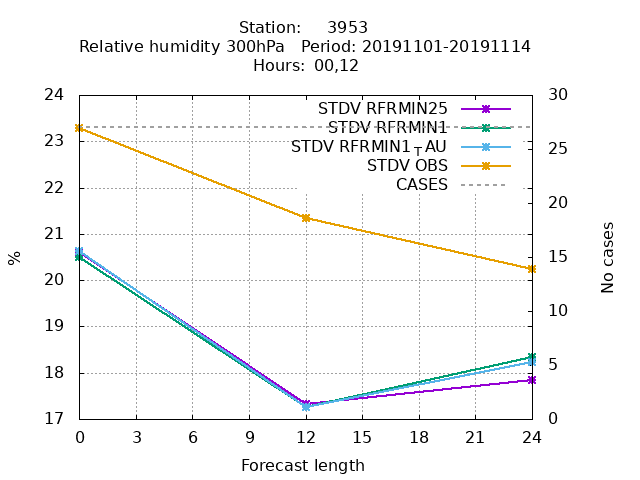 Station: 3953
Relative humidity 300hPa Period: 20191101-20191114
Hours: 00,12
24
23
22
21
20
19
18
17
%
30
25
20
15
10
5
0
No cases
STDV RFRMIN25
STDV RFRMIN1
STDV RFRMIN1_TAU
STDV OBS
CASES
0 3 6 9 12 15 18 21 24
Forecast length